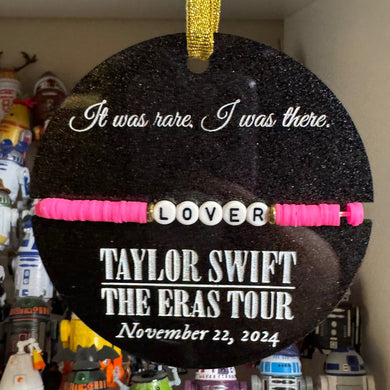 It was rare, I was there.
LOVER
TAYLOR SWIFT
THE ERAS TOUR
November 22, 2024